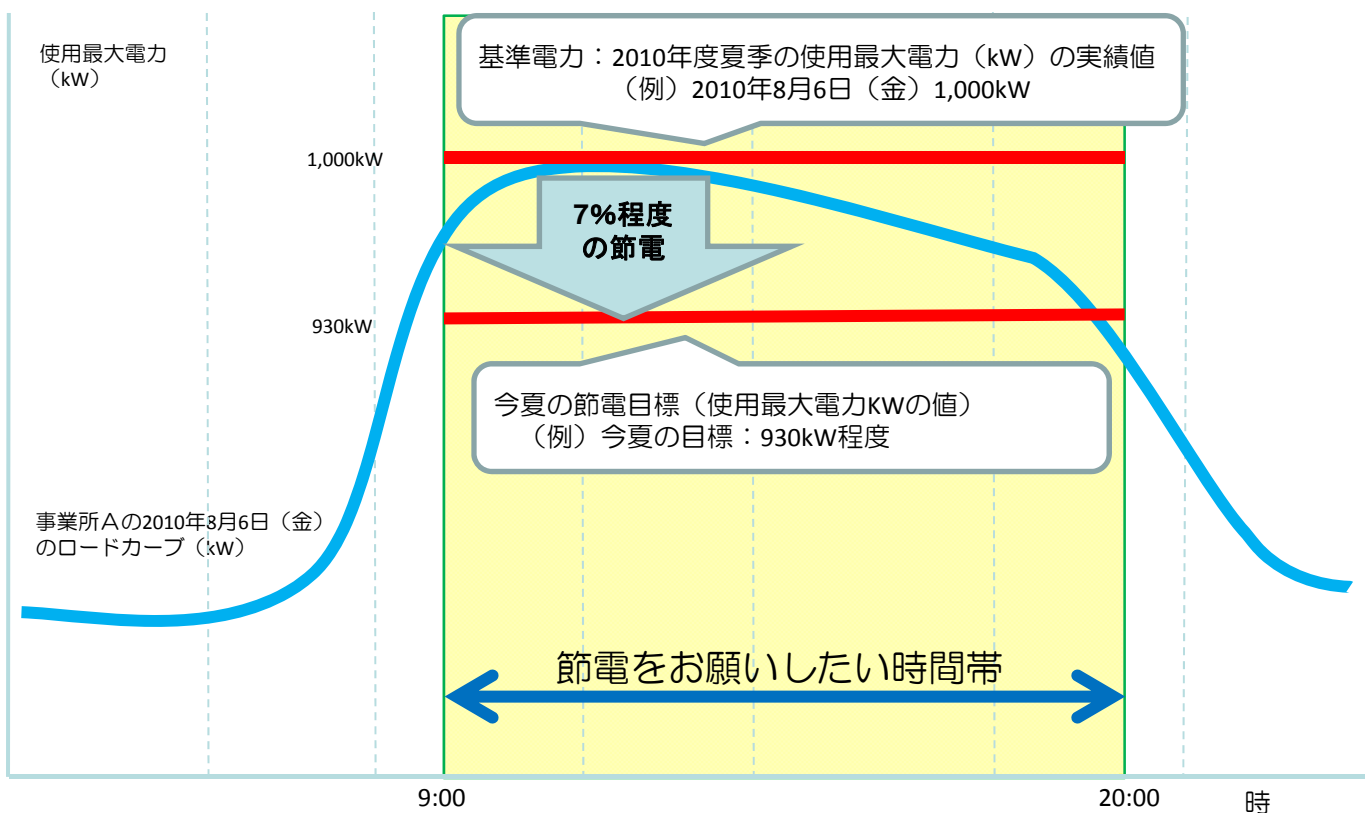 使用最大電力
（kW）
基準電力：2010年度夏季の使用最大電力（kW）の実績値
（例）2010年8月6日（金）1,000kW
1,000kW
7%程度
の節電
930kW
今夏の節電目標（使用最大電力KWの値）
（例）今夏の目標：930kW程度
事業所Ａの2010年8月6日（金）
のロードカーブ（kW）
節電をお願いしたい時間帯
9:00
20:00
時